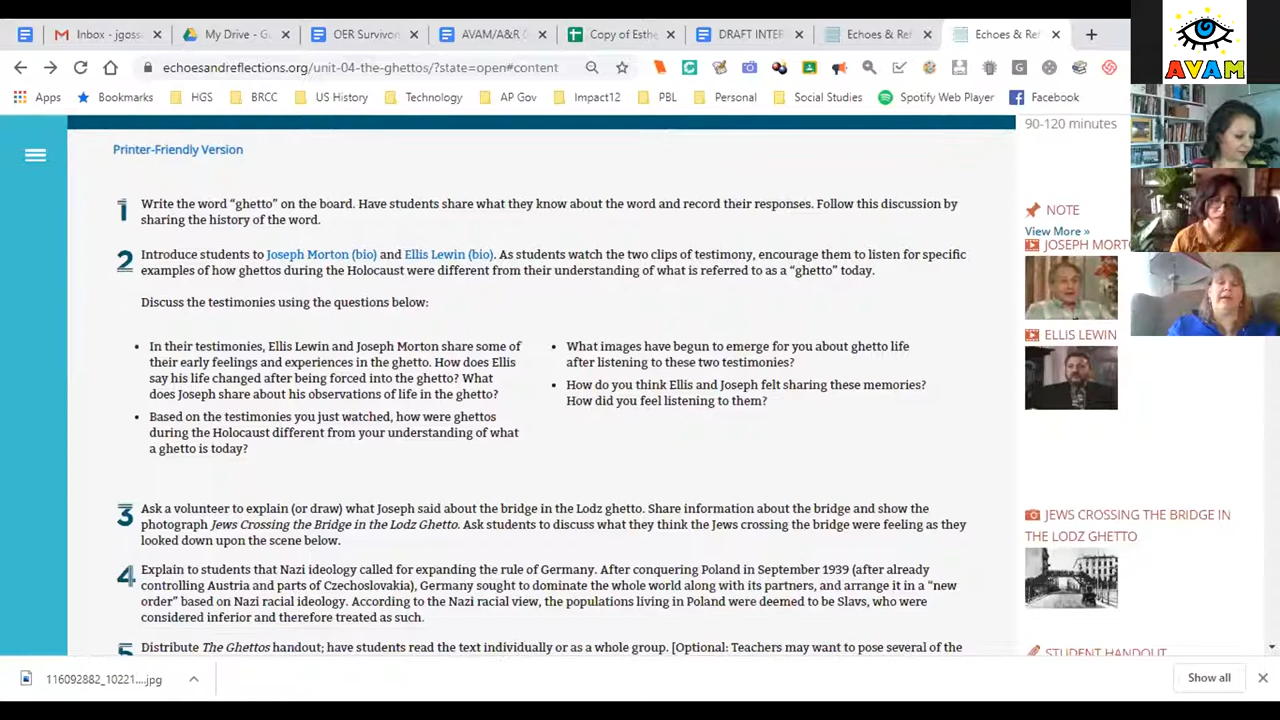 Inbox - jgass
My Drive - G
OER Survivo
AVAM/A&R
Copy of Esth
DRAFT INTER
Echoes & Ref
Echoes & Ref
AVAM
echoesandreflections.org/unit-04-the-ghettos/?state=open#content
Apps
Bookmarks
HGS
BRCC
US History
Technology
AP Gov
Impact12
PBL
Personal
Social Studies
Spotify Web Player
Facebook
90-120 minutes
Printer-Friendly Version
1 Write the word “ghetto” on the board. Have students share what they know about the word and record their responses. Follow this discussion by
sharing the history of the word.
2 Introduce students to Joseph Morton (bio) and Ellis Lewin (bio). As students watch the two clips of testimony, encourage them to listen for specific
examples of how ghettos during the Holocaust were different from their understanding of what is referred to as a “ghetto” today.
Discuss the testimonies using the questions below:
• In their testimonies, Ellis Lewin and Joseph Morton share some of
their early feelings and experiences in the ghetto. How does Ellis
say his life changed after being forced into the ghetto? What
does Joseph share about his observations of life in the ghetto?
• Based on the testimonies you just watched, how were ghettos
during the Holocaust different from your understanding of what
a ghetto is today?
• What images have begun to emerge for you about ghetto life
after listening to these two testimonies?
• How do you think Ellis and Joseph felt sharing these memories?
How did you feel listening to them?
3 Ask a volunteer to explain (or draw) what Joseph said about the bridge in the Lodz ghetto. Share information about the bridge and show the
photograph Jews Crossing the Bridge in the Lodz Ghetto. Ask students to discuss what they think the Jews crossing the bridge were feeling as they
looked down upon the scene below.
4 Explain to students that Nazi ideology called for expanding the rule of Germany. After conquering Poland in September 1939 (after already
controlling Austria and parts of Czechoslovakia), Germany sought to dominate the whole world along with its partners, and arrange it in a “new
order” based on Nazi racial ideology. According to the Nazi racial view, the populations living in Poland were deemed to be Slavs, who were
considered inferior and therefore treated as such.
5 Distribute The Ghettos handout; have students read the text individually or as a whole group. [Optional: Teachers may want to pose several of the
NOTE
View More »
JOSEPH MORTO
ELLIS LEWIN
JEWS CROSSING THE BRIDGE IN
THE LODZ GHETTO
STUDENT HANDOUT
116092882_10221....jpg
Show all